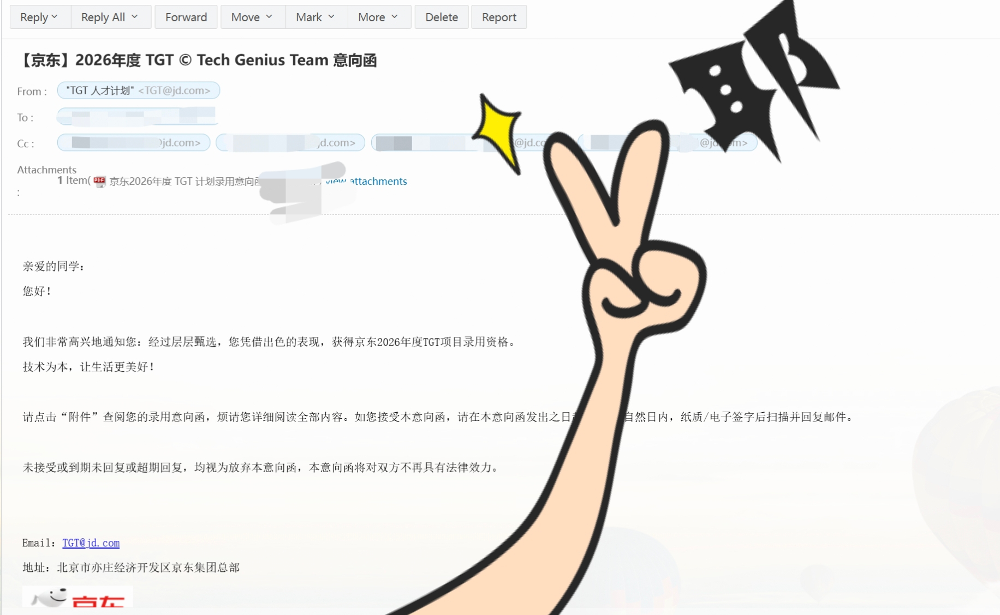 Reply Reply All Forward Move Mark More Delete Report
【京东】2026年度 TGT © Tech Genius Team 意向函
From : "TGT 人才计划" <TGT@jd.com>
To :
Cc : @jd.com> jd.com> @jd.co @jd m>
Attachments
1 Item( PDF 京东2026年度 TGT 计划录用意向函 ) view attachments
:
耶
亲爱的同学：
您好！
我们非常高兴地通知您：经过层层甄选，您凭借出色的表现，获得京东2026年度TGT项目录用资格。
技术为本，让生活更美好！
请点击“附件”查阅您的录用意向函，烦请您详细阅读全部内容。如您接受本意向函，请在本意向函发出之日 自然日内，纸质/电子签字后扫描并回复邮件。
未接受或到期未回复或超期回复，均视为放弃本意向函，本意向函将对双方不再具有法律效力。
Email：TGT@jd.com
地址：北京市亦庄经济开发区京东集团总部
京东